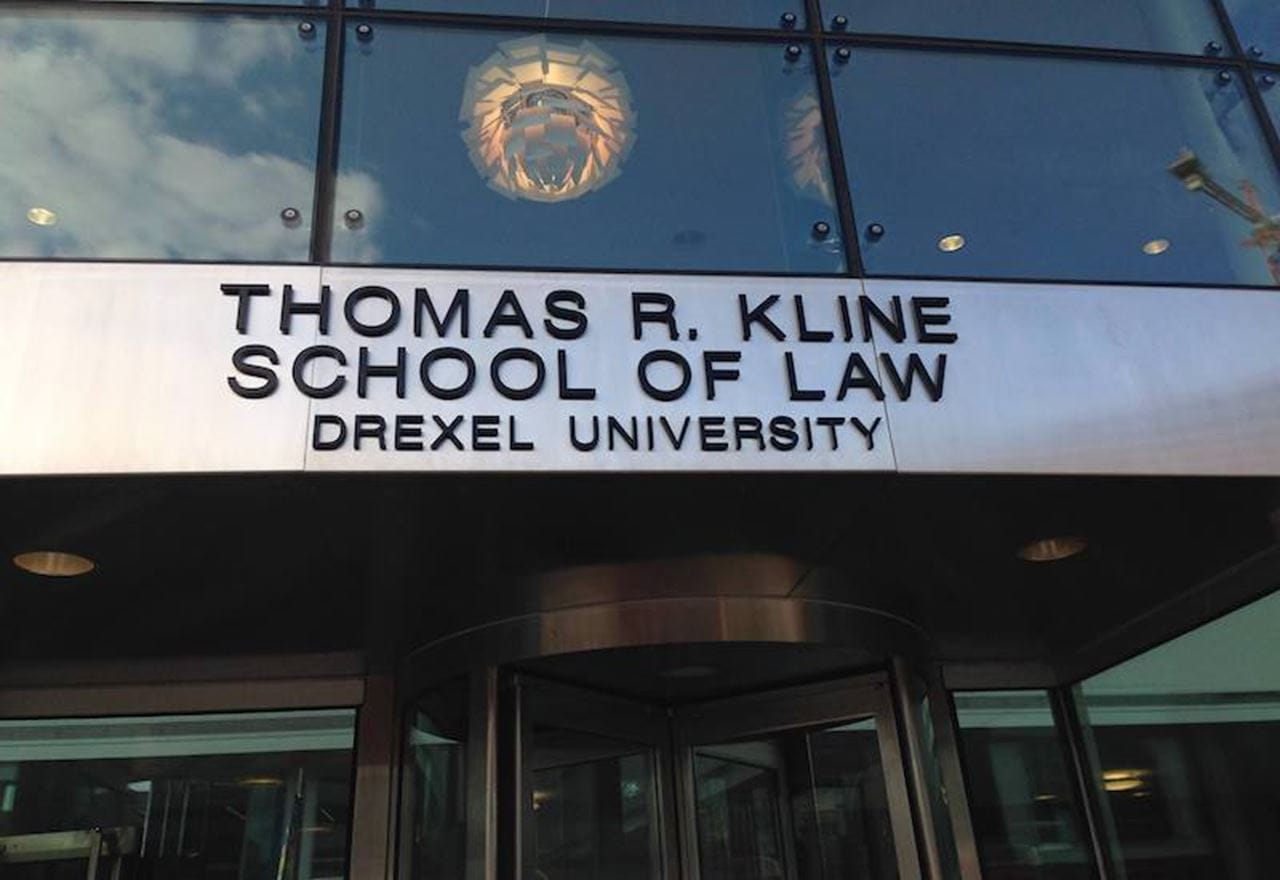 THOMAS R. KLINE
SCHOOL OF LAW
DREXEL UNIVERSITY